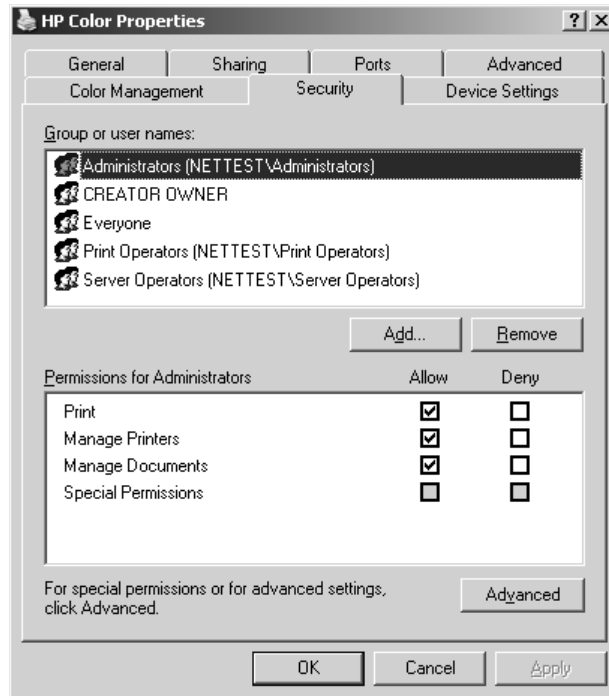 HP Color Properties
General Sharing Ports Advanced
Color Management Security Device Settings
Group or user names:
Administrators (NETTEST\Administrators)
CREATOR OWNER
Everyone
Print Operators (NETTEST\Print Operators)
Server Operators (NETTEST\Server Operators)
Add... Remove
Permissions for Administrators Allow Deny
Print
Manage Printers
Manage Documents
Special Permissions
For special permissions or for advanced settings,
click Advanced.
Advanced
OK Cancel Apply